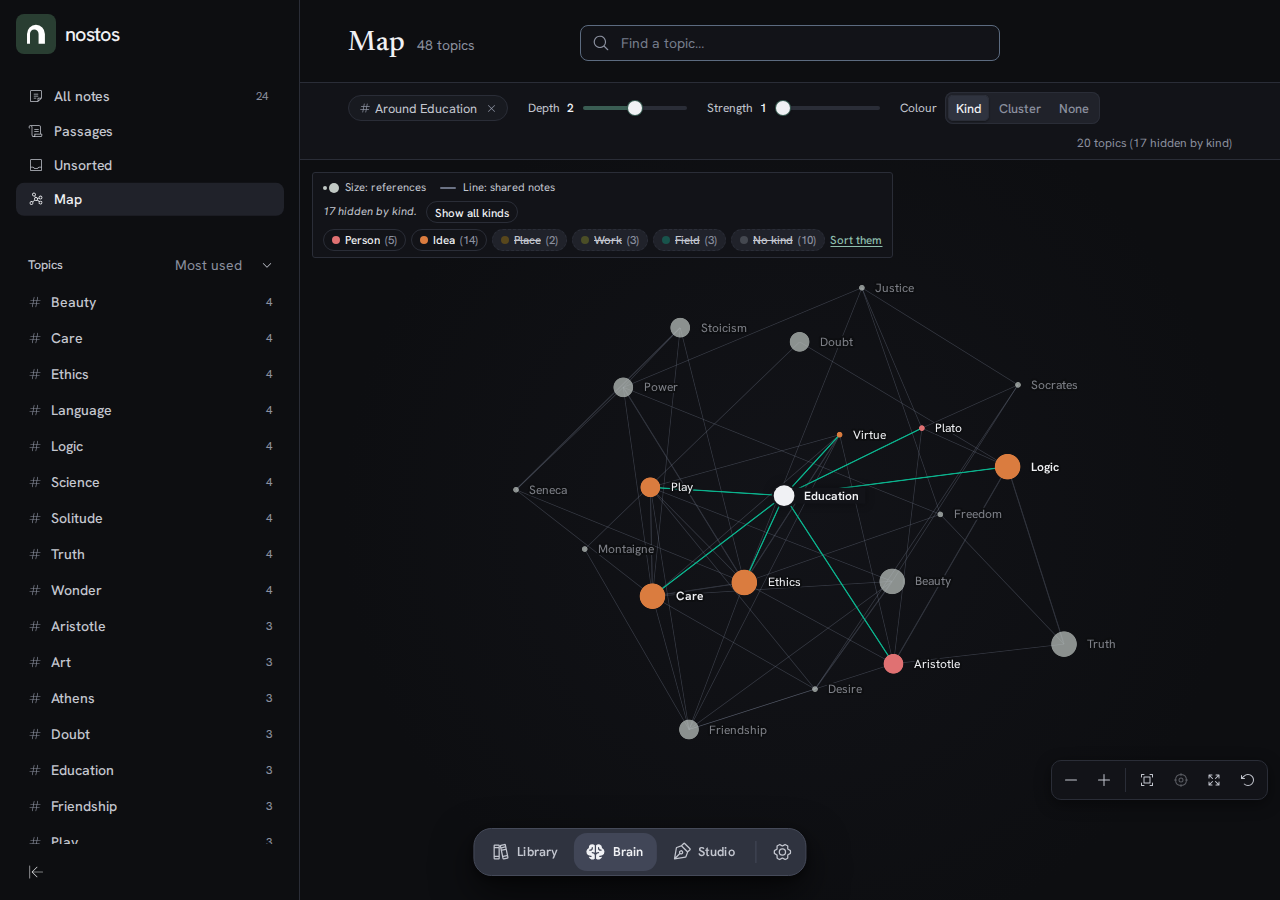 nostos
All notes 24
Passages
Unsorted
Map
Topics Most used
# Beauty 4
# Care 4
# Ethics 4
# Language 4
# Logic 4
# Science 4
# Solitude 4
# Truth 4
# Wonder 4
# Aristotle 3
# Art 3
# Athens 3
# Doubt 3
# Education 3
# Friendship 3
# Play 3
Map 48 topics
Find a topic...
# Around Education
Depth 2
Strength 1
Colour Kind Cluster None
20 topics (17 hidden by kind)
Size: references Line: shared notes
17 hidden by kind. Show all kinds
Person (5) Idea (14) Place (2) Work (3) Field (3) No kind (10) Sort them
Justice
Stoicism
Doubt
Power
Socrates
Virtue
Plato
Logic
Play
Seneca
Education
Freedom
Montaigne
Ethics
Beauty
Care
Truth
Aristotle
Desire
Friendship
Library Brain Studio